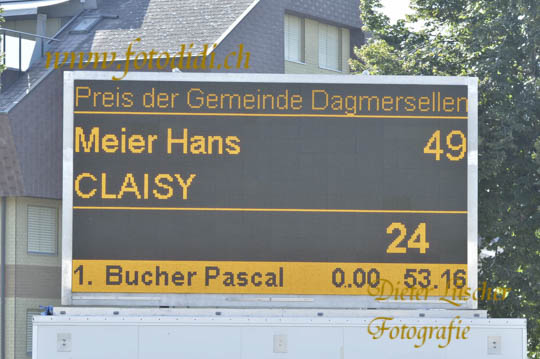 www.fotodidi.ch
Preis der Gemeinde Dagmersellen
Meier Hans 49
CLAISY
24
1. Bucher Pascal 0.00 53.16
Dieter Lüscher
Fotografie